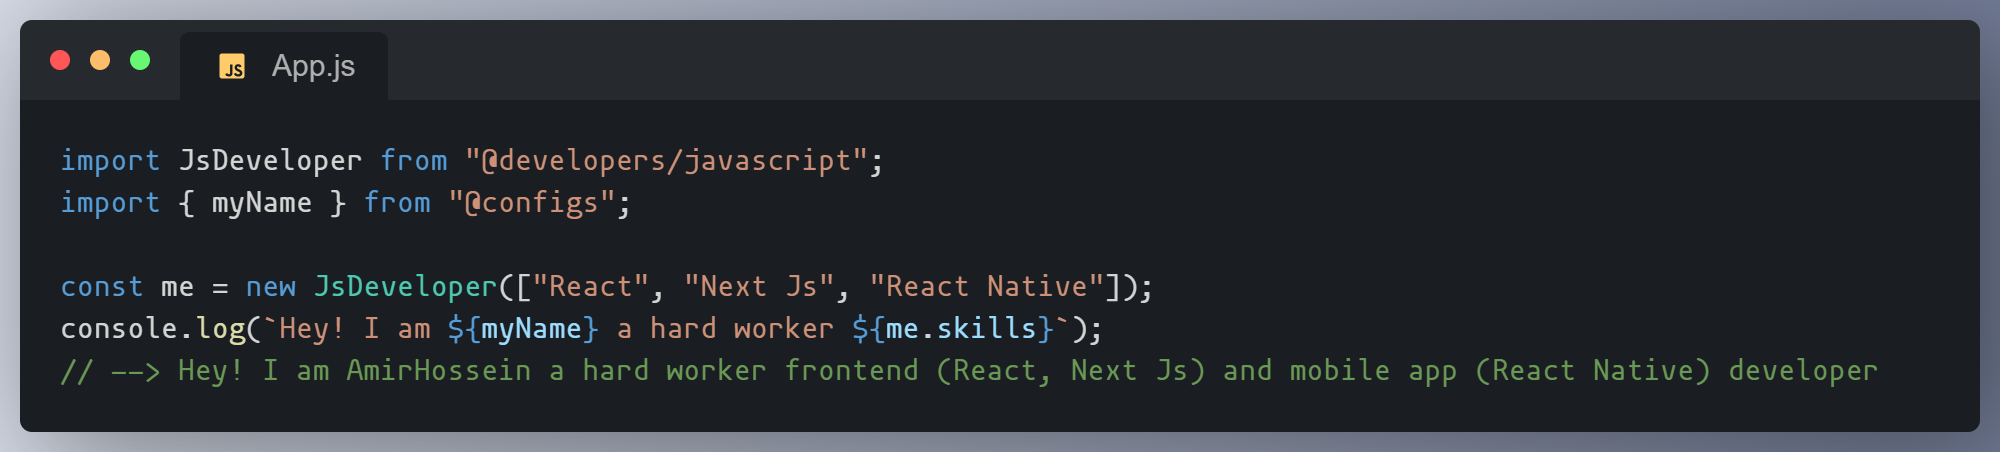 JS App.js
import JsDeveloper from "@developers/javascript";
import { myName } from "@configs";
const me = new JsDeveloper(["React", "Next Js", "React Native"]);
console.log(`Hey! I am ${myName} a hard worker ${me.skills}`);
// --> Hey! I am AmirHossein a hard worker frontend (React, Next Js) and mobile app (React Native) developer